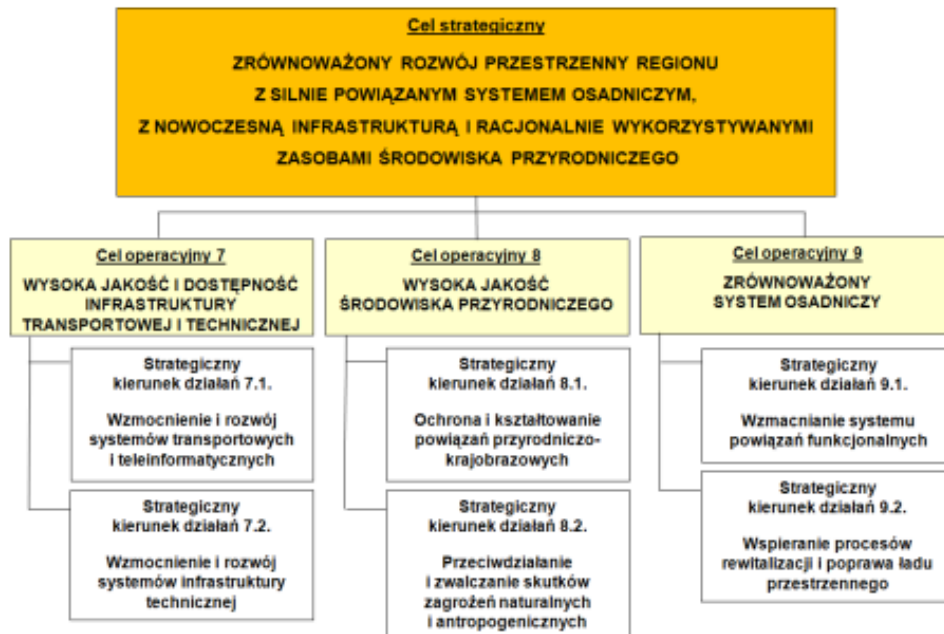 Cel strategiczny
ZRÓWNOWAŻONY ROZWÓJ PRZESTRZENNY REGIONU
Z SILNIE POWIĄZANYM SYSTEMEM OSADNICZYM,
Z NOWOCZESNĄ INFRASTRUKTURĄ I RACJONALNIE WYKORZYSTYWANYMI
ZASOBAMI ŚRODOWISKA PRZYRODNICZEGO
Cel operacyjny 7
WYSOKA JAKOŚĆ I DOSTĘPNOŚĆ
INFRASTRUKTURY
TRANSPORTOWEJ I TECHNICZNEJ
Strategiczny
kierunek działań 7.1.
Wzmocnienie i rozwój
systemów transportowych
i teleinformatycznych
Strategiczny
kierunek działań 7.2.
Wzmocnienie i rozwój
systemów infrastruktury
technicznej
Cel operacyjny 8
WYSOKA JAKOŚĆ
ŚRODOWISKA PRZYRODNICZEGO
Strategiczny
kierunek działań 8.1.
Ochrona i kształtowanie
powiązań przyrodniczo-
krajobrazowych
Strategiczny
kierunek działań 8.2.
Przeciwdziałanie
i zwalczanie skutków
zagrożeń naturalnych
i antropogenicznych
Cel operacyjny 9
ZRÓWNOWAŻONY
SYSTEM OSADNICZY
Strategiczny
kierunek działań 9.1.
Wzmacnianie systemu
powiązań funkcjonalnych
Strategiczny
kierunek działań 9.2.
Wspieranie procesów
rewitalizacji i poprawa ładu
przestrzennego